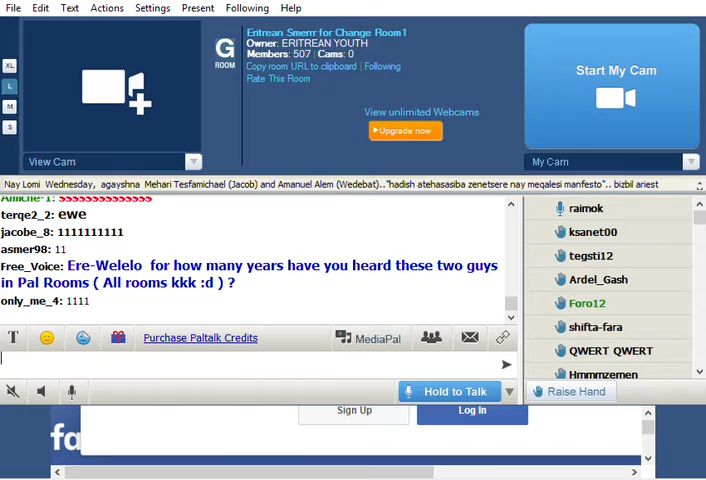 File Edit Text Actions Settings Present Following Help
Eritrean Smerrr for Change Room1
Owner: ERITREAN YOUTH
Members: 507 | Cams: 0
Copy room URL to clipboard | Following
Rate This Room
G
ROOM
XL
L
M
S
View unlimited Webcams
Upgrade now
Start My Cam
View Cam
My Cam
Nay Lomi Wednesday, agayshna Mehari Tesfamichael (Jacob) and Amanuel Alem (Wedebat).."hadish atehasasiba zenetsere nay meqalesi manfesto".. bizbil ariest
Amiche-1: sssssssssssssss
terqe2_2: ewe
jacobe_8: 1111111111
asmer98: 11
Free_Voice: Ere-Welelo for how many years have you heard these two guys
in Pal Rooms ( All rooms kkk :d ) ?
only_me_4: 1111
raimok
ksanet00
tegsti12
Ardel_Gash
Foro12
shifta-fara
QWERT QWERT
Hmmmzemen
T
Purchase Paltalk Credits
MediaPal
Hold to Talk
Raise Hand
Sign Up
Log In
fa